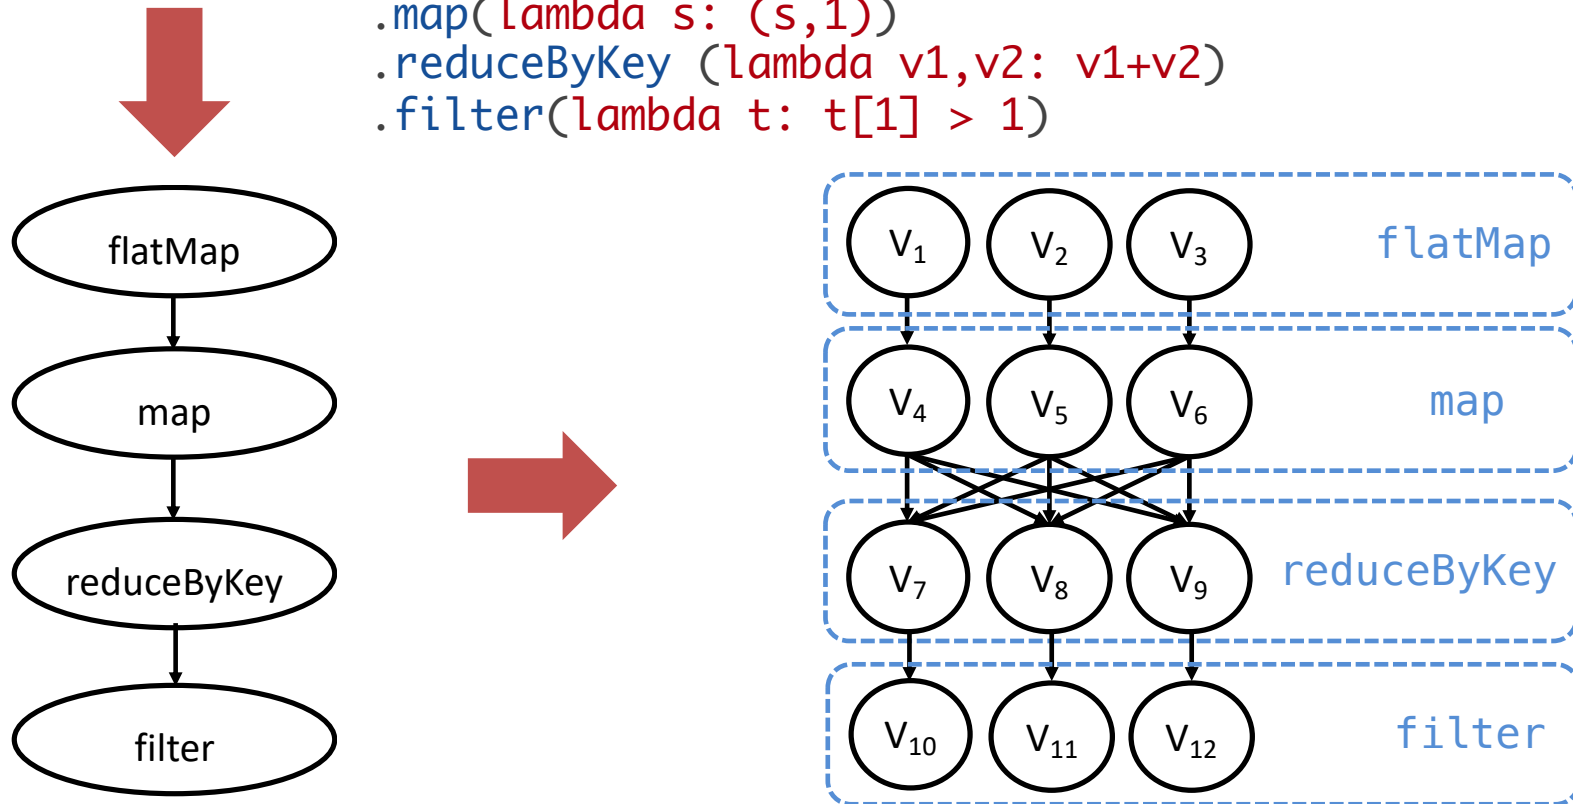 .map(lambda s: (s,1))
.reduceByKey (lambda v1,v2: v1+v2)
.filter(lambda t: t[1] > 1)
flatMap
map
reduceByKey
filter
V₁ V₂ V₃ flatMap
V₄ V₅ V₆ map
V₇ V₈ V₉ reduceByKey
V₁₀ V₁₁ V₁₂ filter